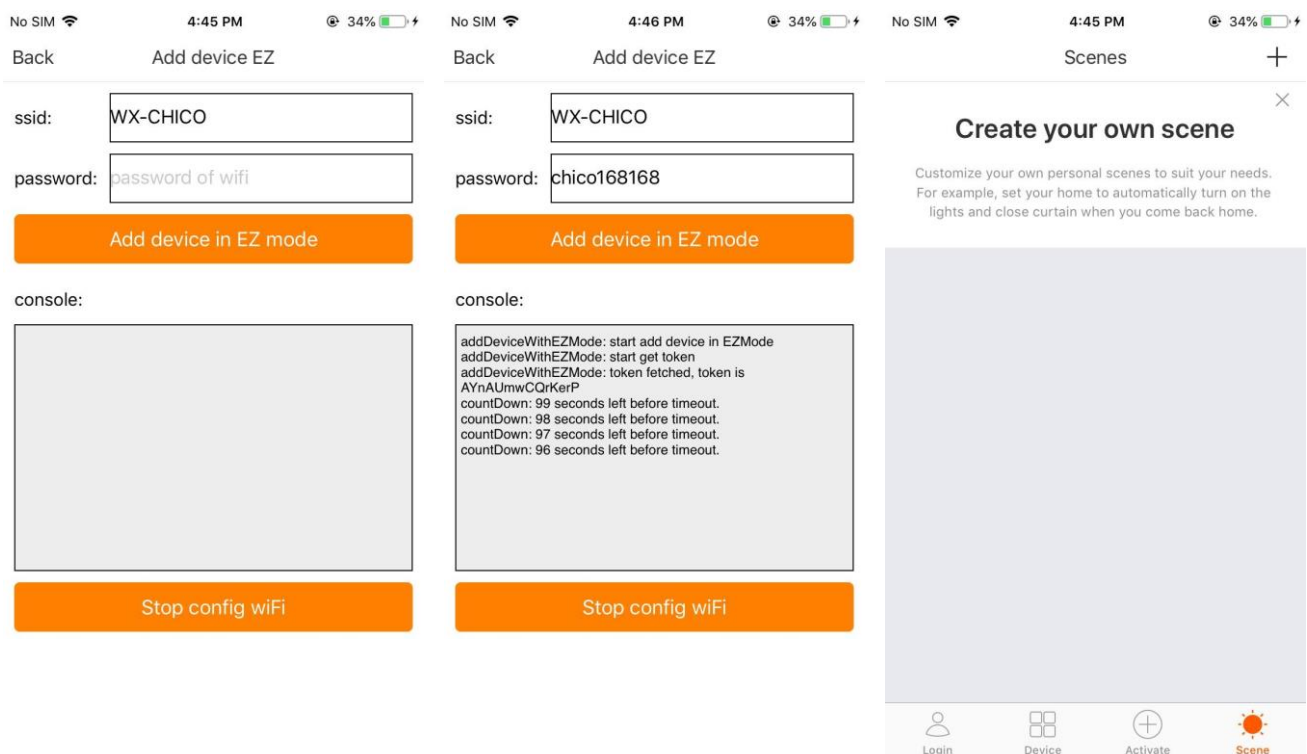 No SIM 4:45 PM 34%
Back Add device EZ
ssid: WX-CHICO
password: password of wifi
Add device in EZ mode
console:
Stop config wiFi
No SIM 4:46 PM 34%
Back Add device EZ
ssid: WX-CHICO
password: chico168168
Add device in EZ mode
console:
addDeviceWithEZMode: start add device in EZMode
addDeviceWithEZMode: start get token
addDeviceWithEZMode: token fetched, token is
AYnAUmwCQrKerP
countDown: 99 seconds left before timeout.
countDown: 98 seconds left before timeout.
countDown: 97 seconds left before timeout.
countDown: 96 seconds left before timeout.
Stop config wiFi
No SIM 4:45 PM 34%
Scenes
Create your own scene
Customize your own personal scenes to suit your needs.
For example, set your home to automatically turn on the
lights and close curtain when you come back home.
Login Device Activate Scene